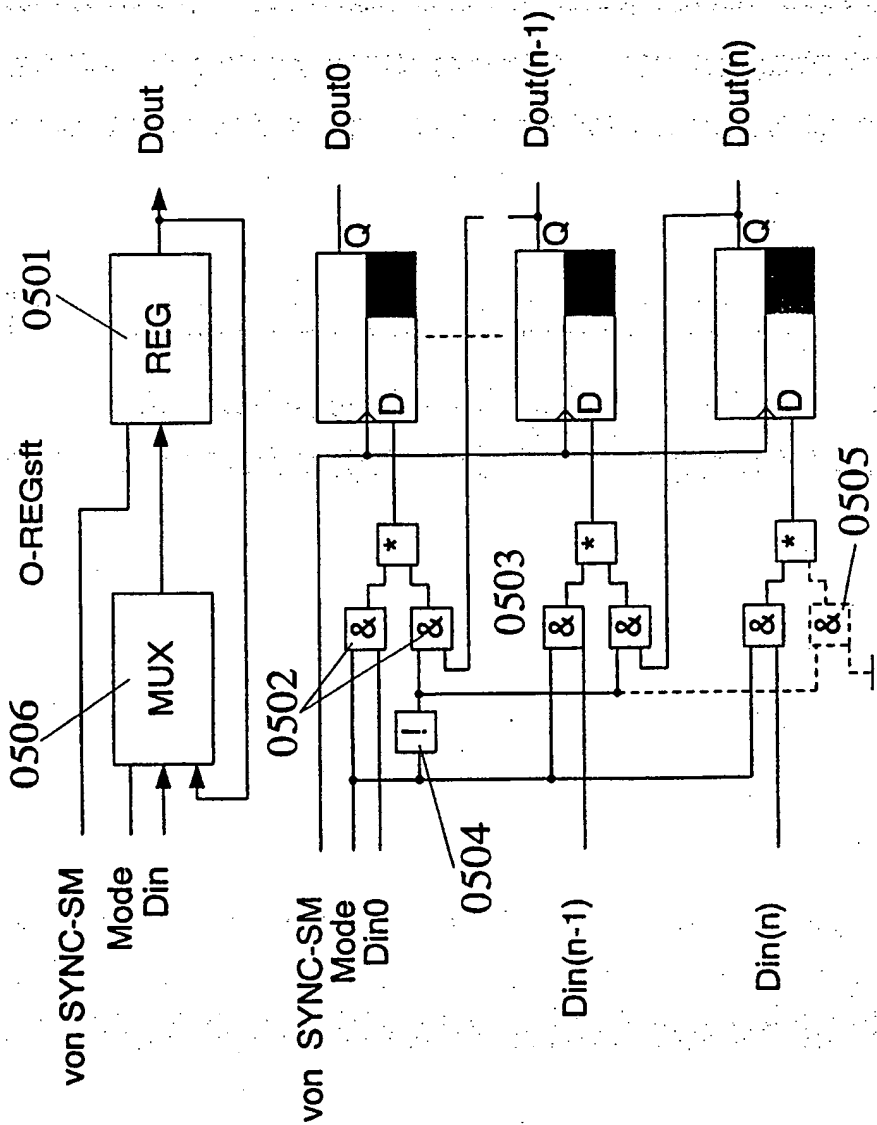 O-REGsft
0506
0501
von SYNC-SM
Mode
Din
MUX
REG
Dout
von SYNC-SM
Mode
Din0
0502
&
&
*
D
Q
Dout0
!
0504
0503
Din(n-1)
&
&
*
D
Q
Dout(n-1)
Din(n)
&
&
*
0505
D
Q
Dout(n)